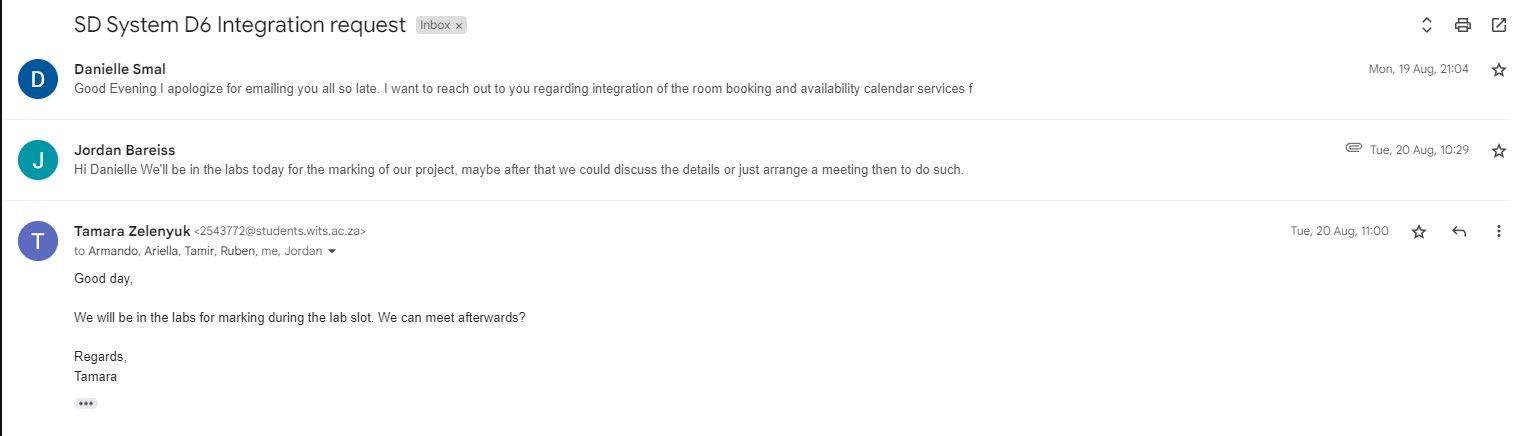 SD System D6 Integration request Inbox ×
D
Danielle Smal
Mon, 19 Aug, 21:04
Good Evening I apologize for emailing you all so late. I want to reach out to you regarding integration of the room booking and availability calendar services f
J
Jordan Bareiss
Tue, 20 Aug, 10:29
Hi Danielle We'll be in the labs today for the marking of our project, maybe after that we could discuss the details or just arrange a meeting then to do such.
T
Tamara Zelenyuk <2543772@students.wits.ac.za>
Tue, 20 Aug, 11:00
to Armando, Ariella, Tamir, Ruben, me, Jordan
Good day,
We will be in the labs for marking during the lab slot. We can meet afterwards?
Regards,
Tamara